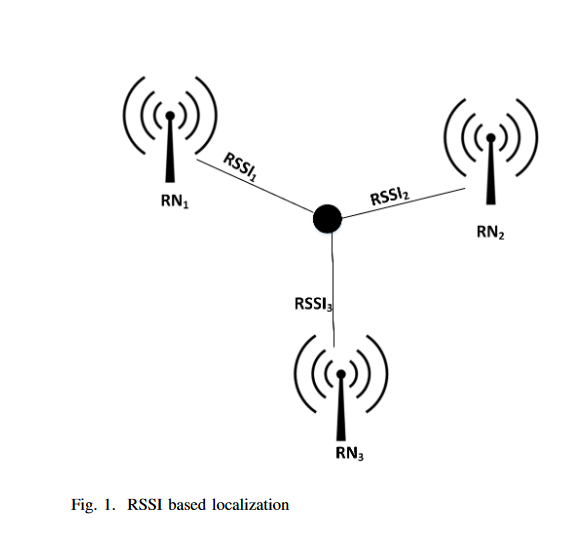 RSSI₁
RN₁
RSSI₂
RN₂
RSSI₃
RN₃
Fig. 1. RSSI based localization